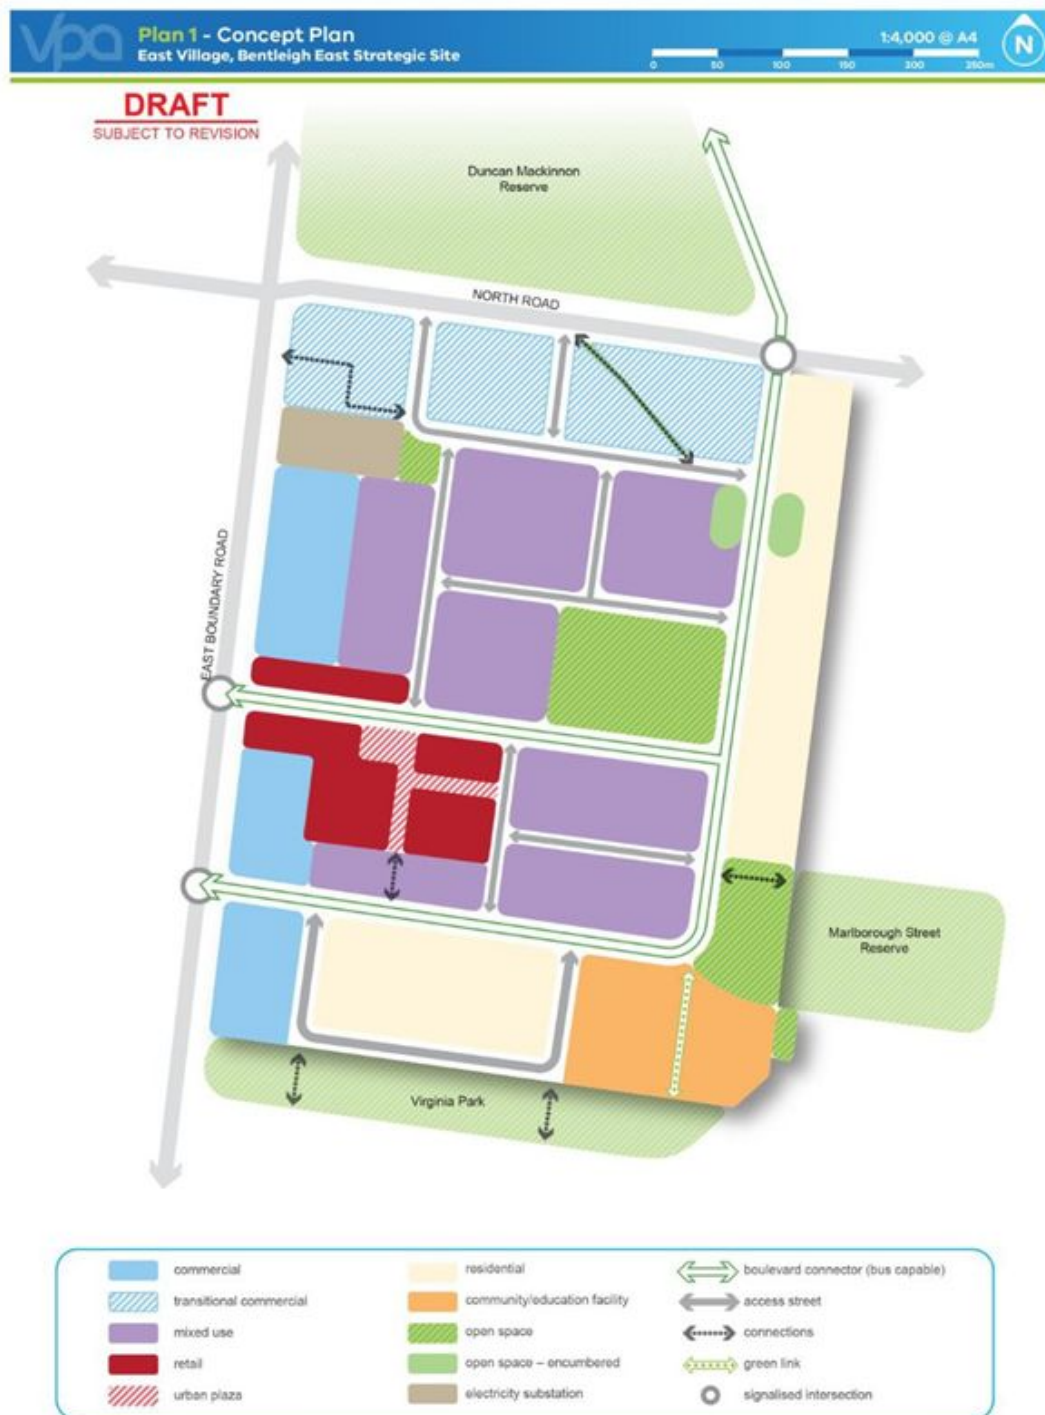 vpa
Plan 1 - Concept Plan
East Village, Bentleigh East Strategic Site
1:4,000 @ A4
0 50 100 150 200 250m
N
DRAFT
SUBJECT TO REVISION
Duncan Mackinnon
Reserve
NORTH ROAD
EAST BOUNDARY ROAD
Marlborough Street
Reserve
Virginia Park
commercial
transitional commercial
mixed use
retail
urban plaza
residential
community/education facility
open space
open space – encumbered
electricity substation
boulevard connector (bus capable)
access street
connections
green link
signalised intersection